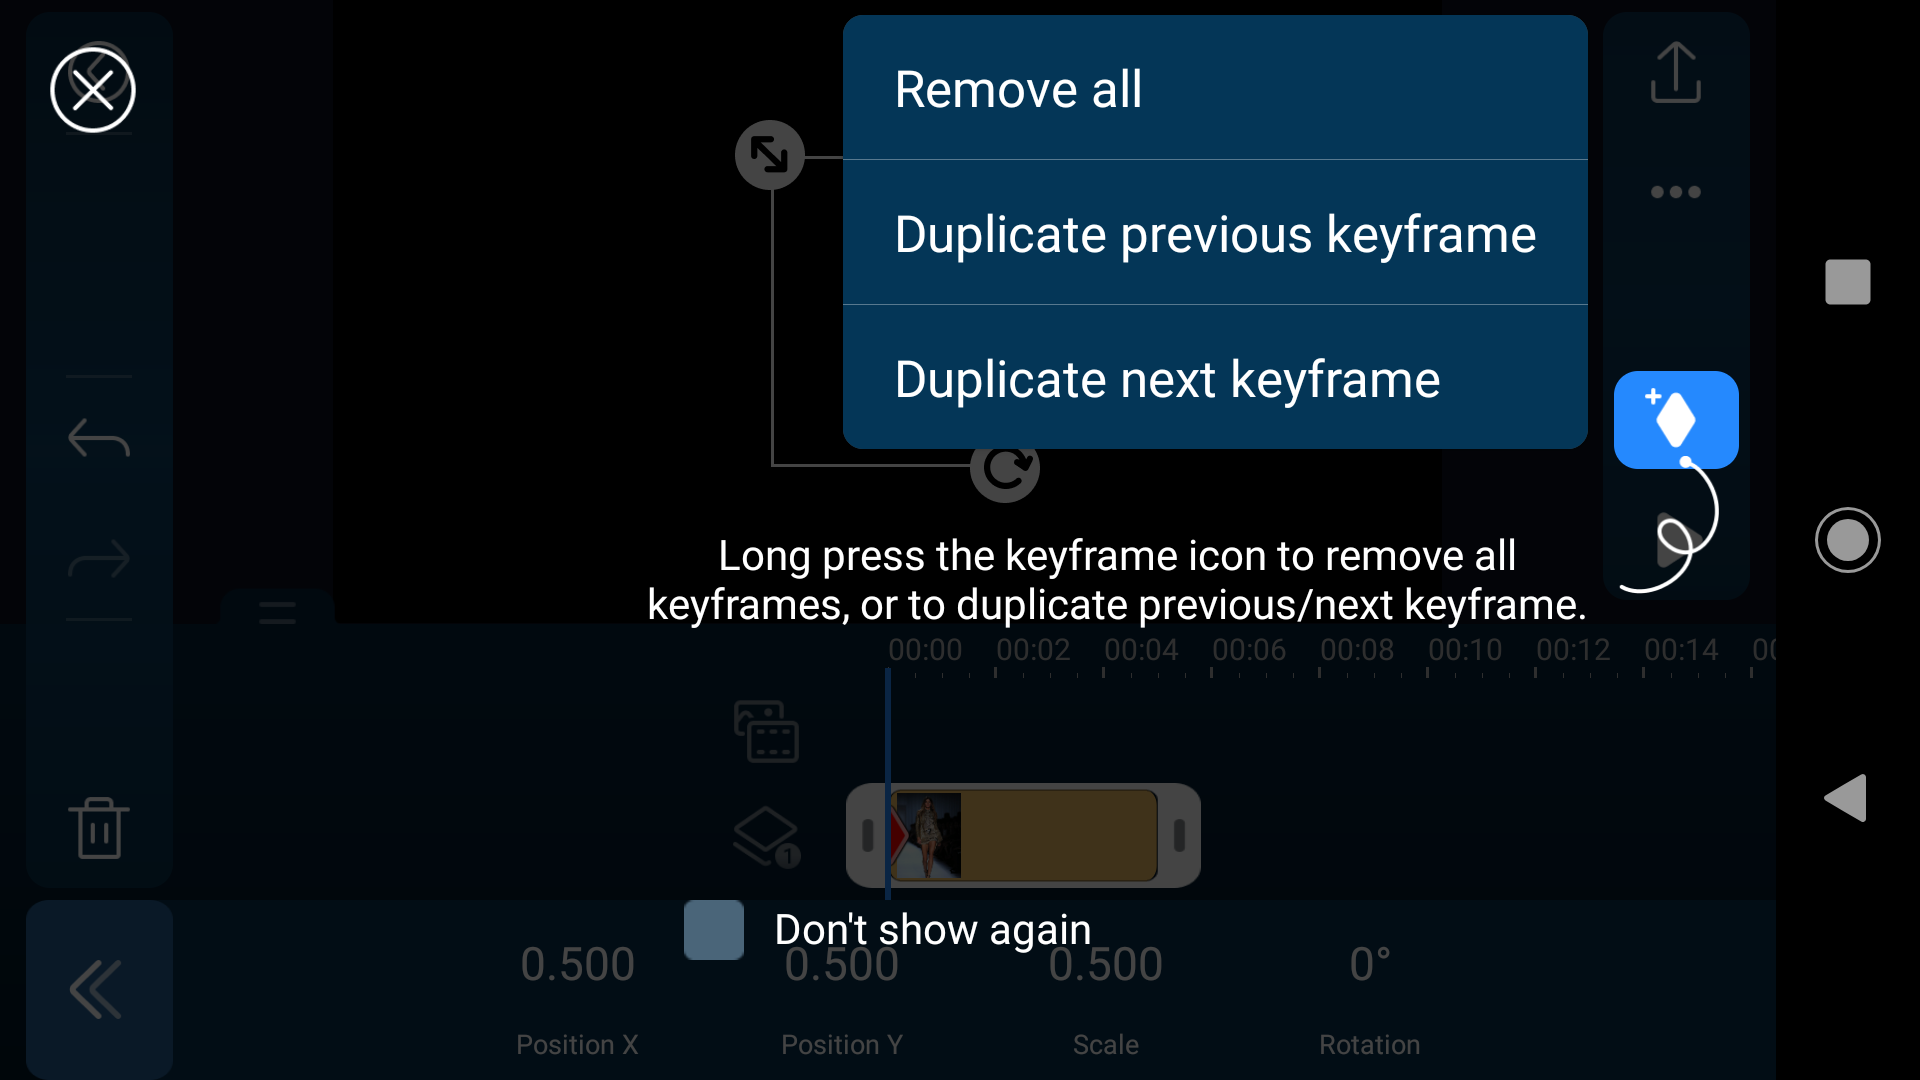 Remove all
Duplicate previous keyframe
Duplicate next keyframe
Long press the keyframe icon to remove all
keyframes, or to duplicate previous/next keyframe.
00:00 00:02 00:04 00:06 00:08 00:10 00:12 00:14
1
Don't show again
0.500 0.500 0.500 0°
Position X Position Y Scale Rotation